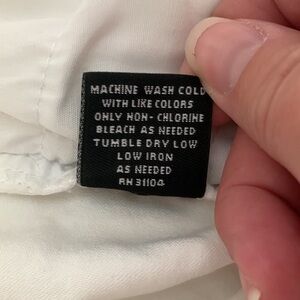 MACHINE WASH COLD
WITH LIKE COLORS
ONLY NON-CHLORINE
BLEACH AS NEEDED
TUMBLE DRY LOW
LOW IRON
AS NEEDED
RN 31104